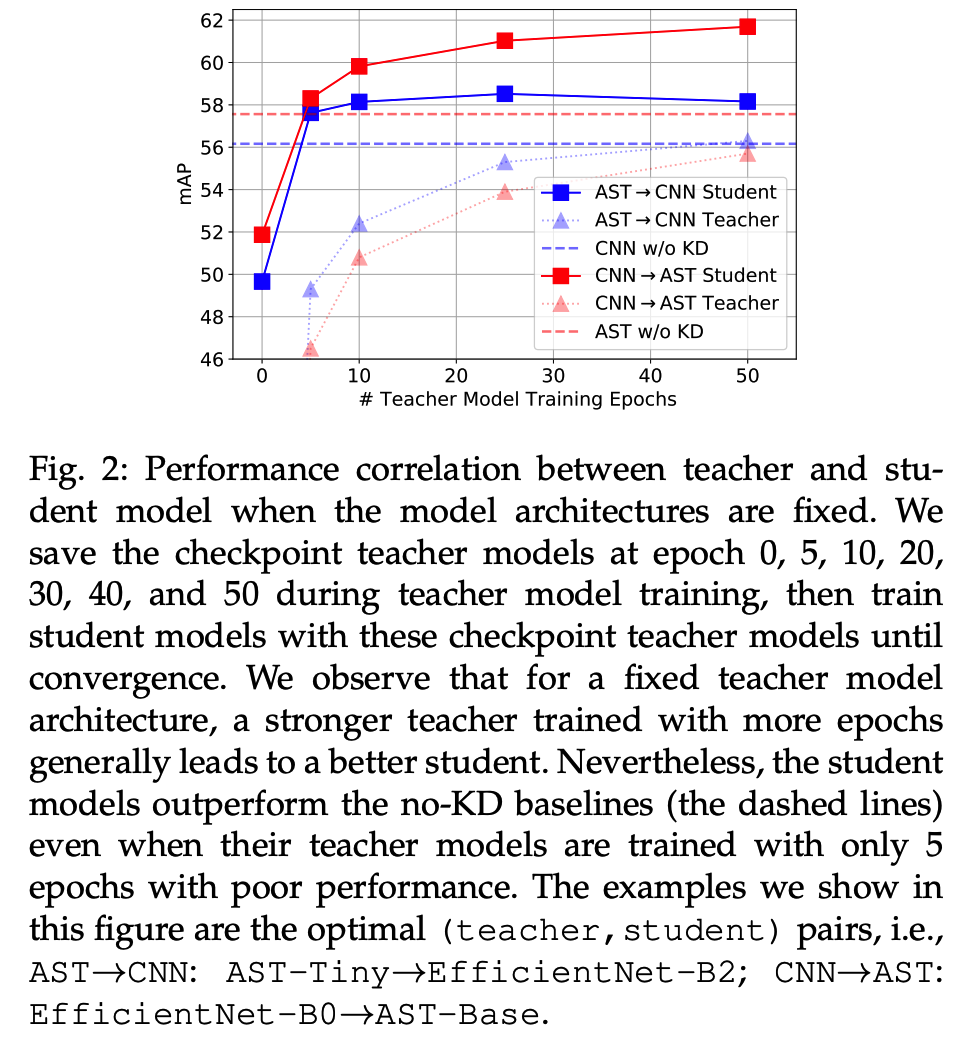 62
60
58
56
54
52
50
48
46
mAP
AST→CNN Student
AST→CNN Teacher
CNN w/o KD
CNN→AST Student
CNN→AST Teacher
AST w/o KD
0 10 20 30 40 50
# Teacher Model Training Epochs
Fig. 2: Performance correlation between teacher and stu-
dent model when the model architectures are fixed. We
save the checkpoint teacher models at epoch 0, 5, 10, 20,
30, 40, and 50 during teacher model training, then train
student models with these checkpoint teacher models until
convergence. We observe that for a fixed teacher model
architecture, a stronger teacher trained with more epochs
generally leads to a better student. Nevertheless, the student
models outperform the no-KD baselines (the dashed lines)
even when their teacher models are trained with only 5
epochs with poor performance. The examples we show in
this figure are the optimal (teacher,student) pairs, i.e.,
AST→CNN: AST-Tiny→EfficientNet-B2; CNN→AST:
EfficientNet-B0→AST-Base.